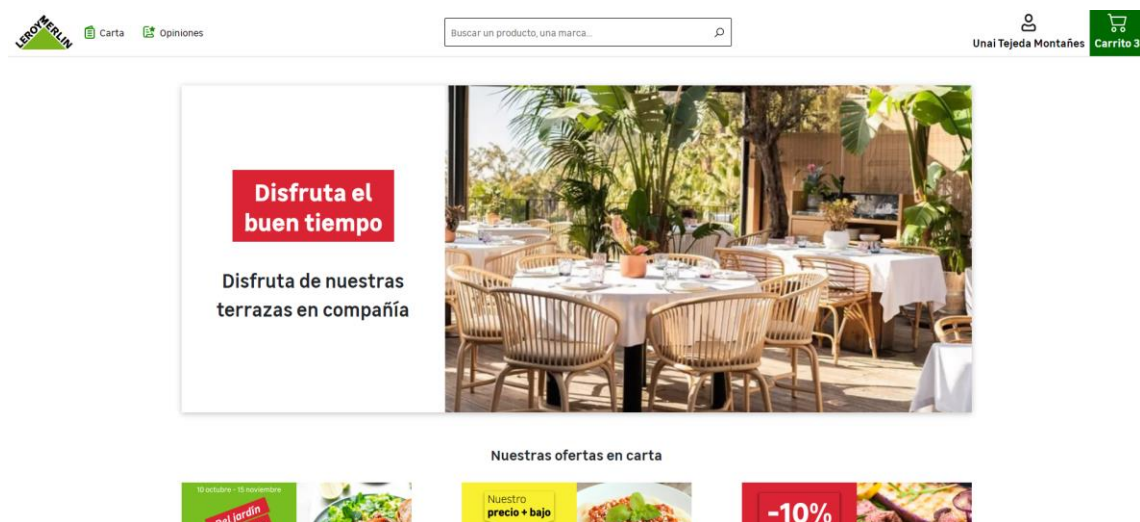 LEROY MERLIN
Carta
Opiniones
Buscar un producto, una marca...
Unai Tejeda Montañes
Carrito 3
Disfruta el
buen tiempo
Disfruta de nuestras
terrazas en compañía
Nuestras ofertas en carta
10 octubre - 15 noviembre
Del jardín
Nuestro
precio + bajo
-10%